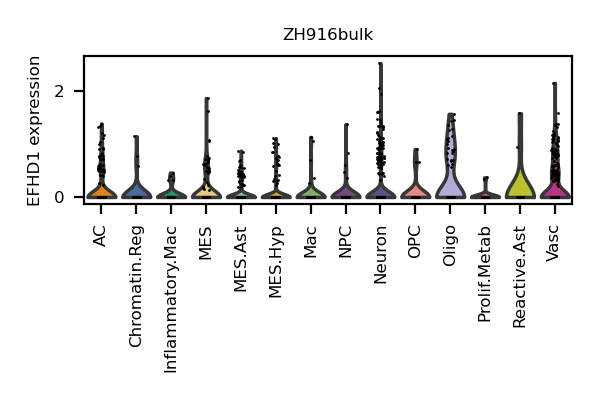 ZH916bulk
EFHD1 expression
2
0
AC
Chromatin.Reg
Inflammatory.Mac
MES
MES.Ast
MES.Hyp
Mac
NPC
Neuron
OPC
Oligo
Prolif.Metab
Reactive.Ast
Vasc